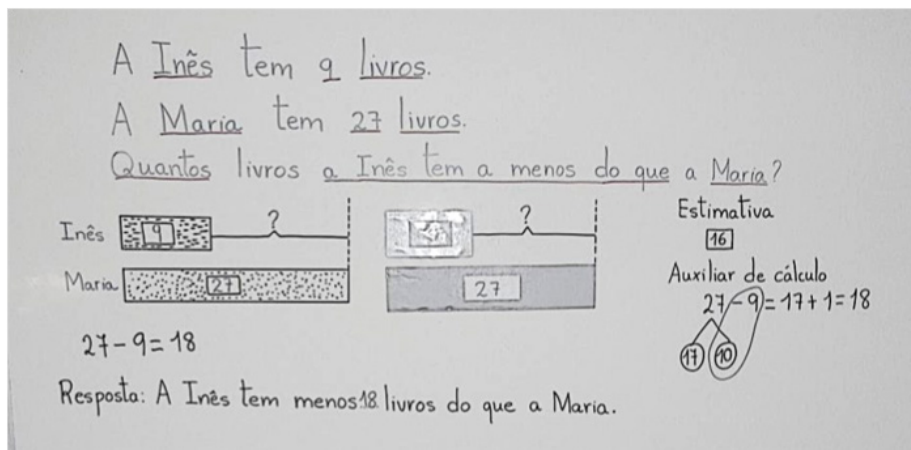 A Inês tem 9 livros.
A Maria tem 27 livros.
Quantos livros a Inês tem a menos do que a Maria?
Estimativa
16
Inês 9 ? ?
Maria 27 27
Auxiliar de cálculo
27 - 9 = 17 + 1 = 18
17 10
27 - 9 = 18
Resposta: A Inês tem menos 18 livros do que a Maria.